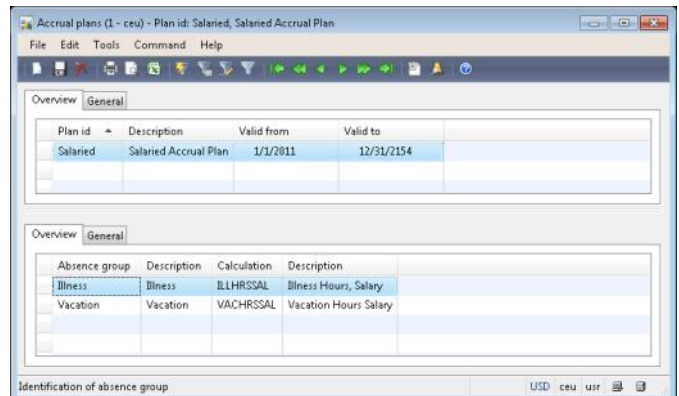 Accrual plans (1 - ceu) - Plan id: Salaried, Salaried Accrual Plan
File Edit Tools Command Help
Overview General
Plan id Description Valid from Valid to
Salaried Salaried Accrual Plan 1/1/2011 12/31/2154
Overview General
Absence group Description Calculation Description
Illness Illness ILLHRSSAL Illness Hours, Salary
Vacation Vacation VACHRSSAL Vacation Hours Salary
Identification of absence group USD ceu usr